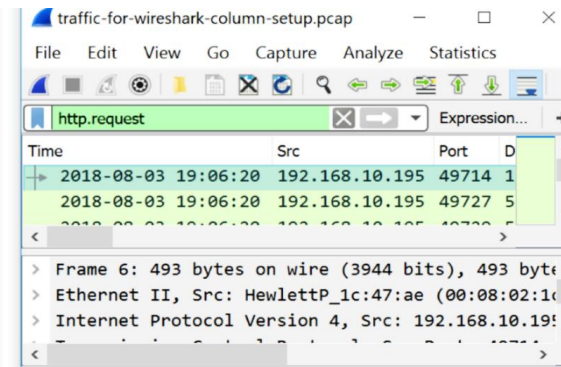 traffic-for-wireshark-column-setup.pcap
File Edit View Go Capture Analyze Statistics
http.request Expression...
Time Src Port D
2018-08-03 19:06:20 192.168.10.195 49714 1
2018-08-03 19:06:20 192.168.10.195 49727 5
Frame 6: 493 bytes on wire (3944 bits), 493 byte
Ethernet II, Src: HewlettP_1c:47:ae (00:08:02:1c
Internet Protocol Version 4, Src: 192.168.10.195